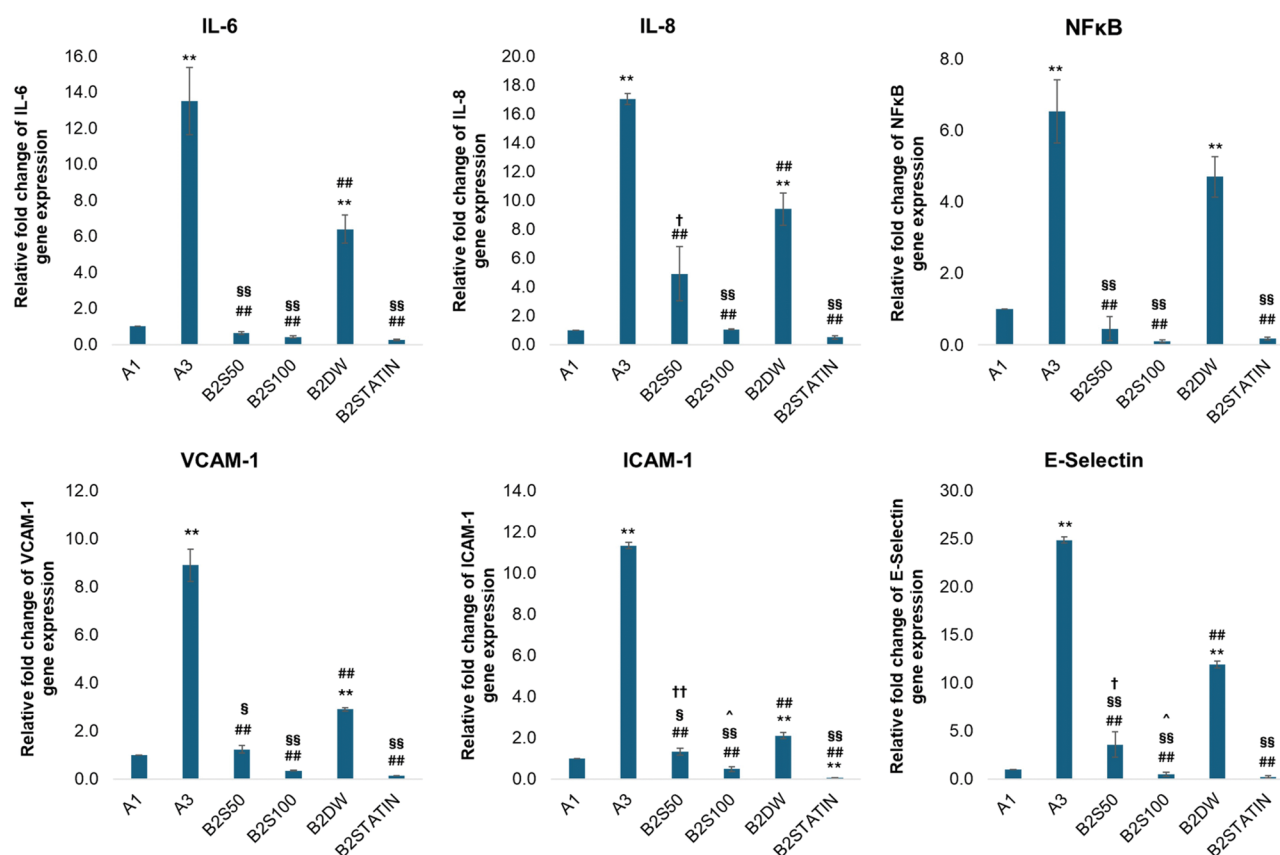 IL-6
Relative fold change of IL-6
gene expression
16.0
14.0
12.0
10.0
8.0
6.0
4.0
2.0
0.0
**
§§
##
§§
##
##
**
§§
##
A1
A3
B2S50
B2S100
B2DW
B2STATIN
IL-8
Relative fold change of IL-8
gene expression
20.0
18.0
16.0
14.0
12.0
10.0
8.0
6.0
4.0
2.0
0.0
**
†
##
§§
##
##
**
§§
##
A1
A3
B2S50
B2S100
B2DW
B2STATIN
NFκB
Relative fold change of NFκB
gene expression
8.0
6.0
4.0
2.0
0.0
**
§§
##
§§
##
**
§§
##
A1
A3
B2S50
B2S100
B2DW
B2STATIN
VCAM-1
Relative fold change of VCAM-1
gene expression
12.0
10.0
8.0
6.0
4.0
2.0
0.0
**
§
##
§§
##
##
**
§§
##
A1
A3
B2S50
B2S100
B2DW
B2STATIN
ICAM-1
Relative fold change of ICAM-1
gene expression
14.0
12.0
10.0
8.0
6.0
4.0
2.0
0.0
**
††
§
##
^
§§
##
##
**
§§
##
**
A1
A3
B2S50
B2S100
B2DW
B2STATIN
E-Selectin
Relative fold change of E-Selectin
gene expression
30.0
25.0
20.0
15.0
10.0
5.0
0.0
**
†
§§
##
^
§§
##
##
**
§§
##
A1
A3
B2S50
B2S100
B2DW
B2STATIN